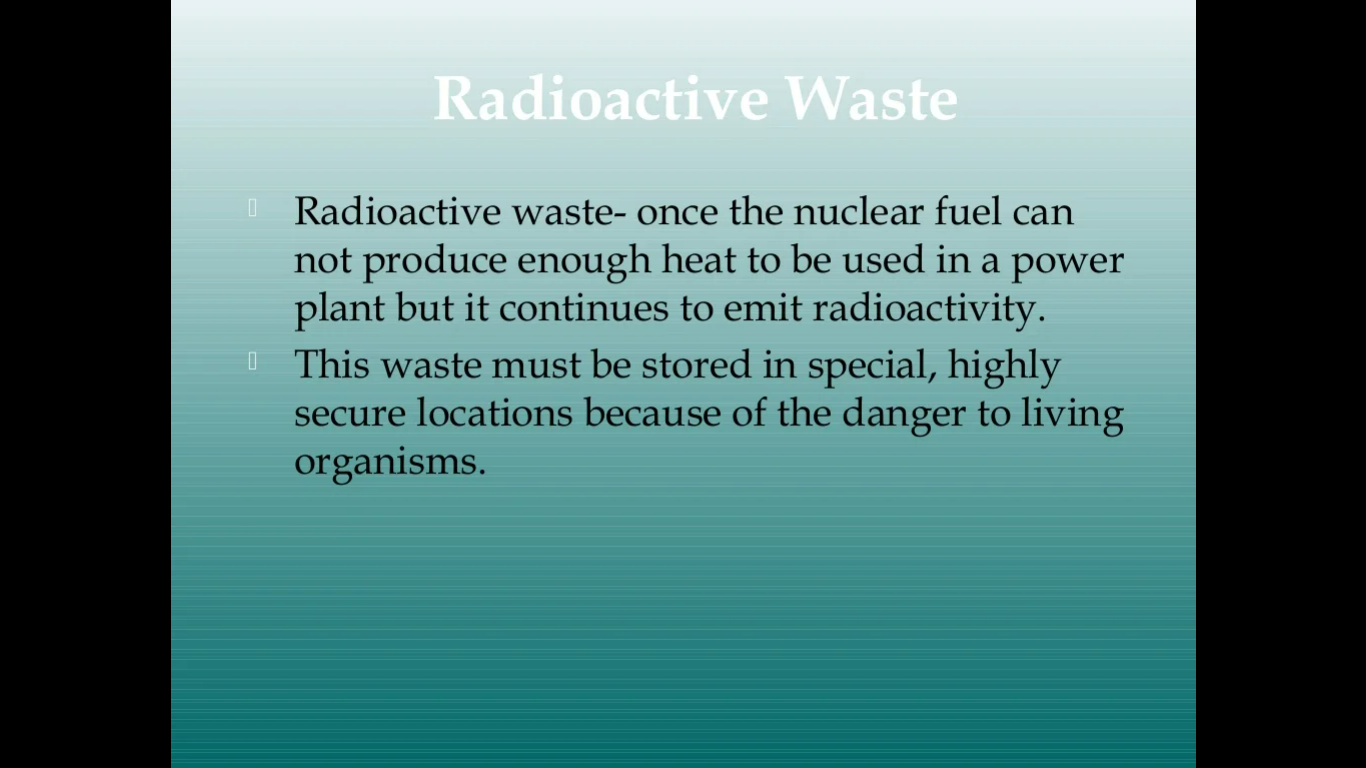 Radioactive Waste
Radioactive waste- once the nuclear fuel can
not produce enough heat to be used in a power
plant but it continues to emit radioactivity.
This waste must be stored in special, highly
secure locations because of the danger to living
organisms.